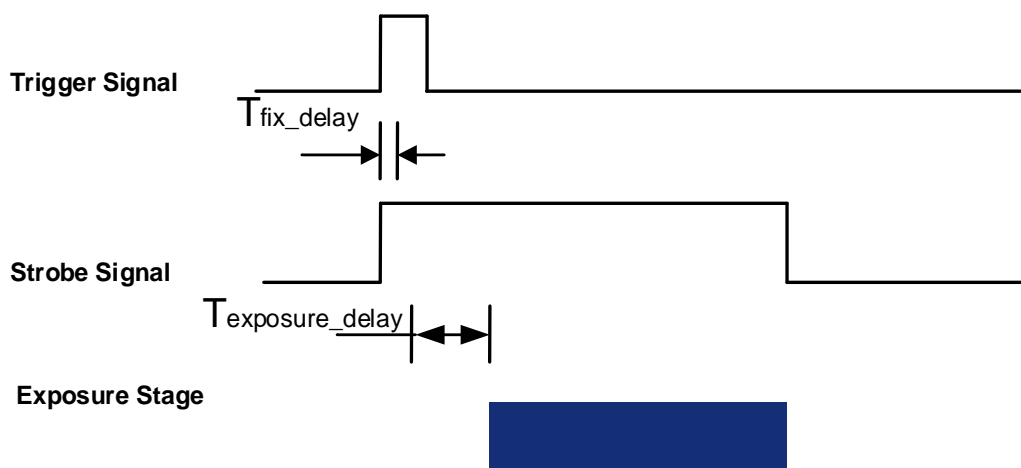 Trigger Signal
Tfix_delay
Strobe Signal
Texposure_delay
Exposure Stage